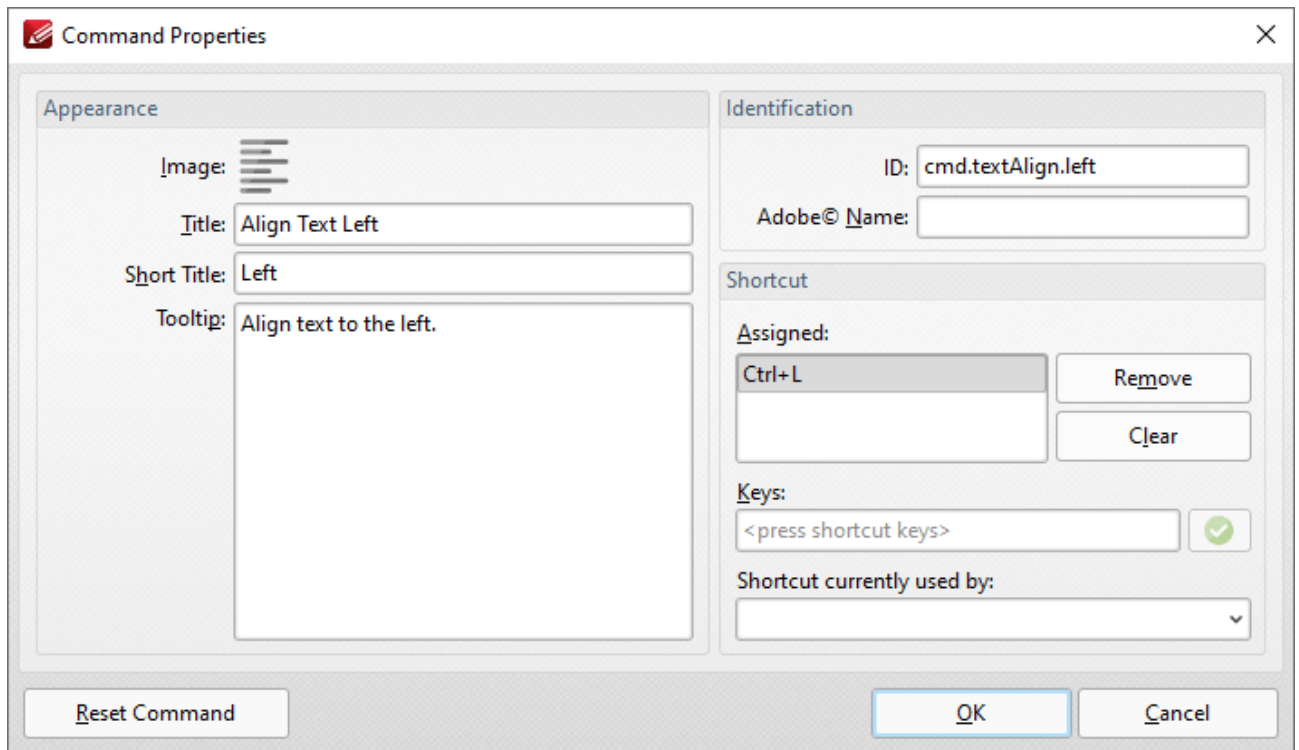 Command Properties
Appearance
Image:
Title: Align Text Left
Short Title: Left
Tooltip: Align text to the left.
Identification
ID: cmd.textAlign.left
Adobe© Name:
Shortcut
Assigned:
Ctrl+L
Remove
Clear
Keys:
<press shortcut keys>
Shortcut currently used by:
Reset Command
OK
Cancel